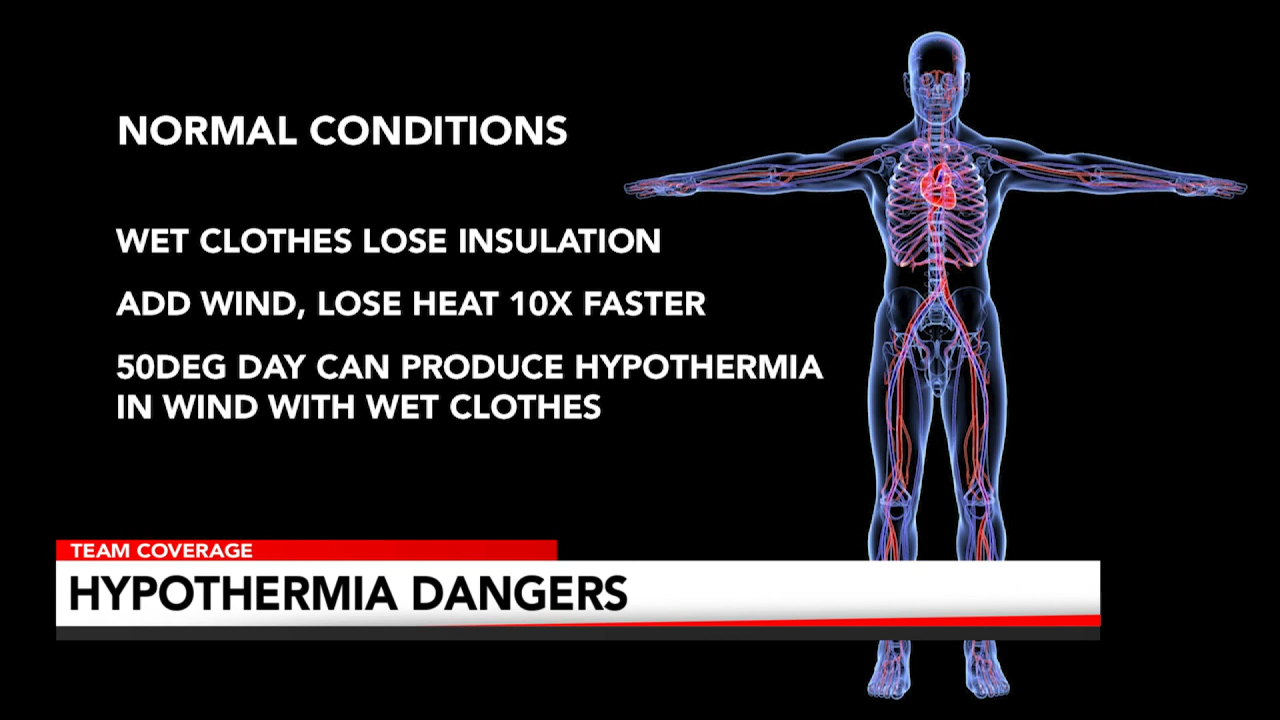 NORMAL CONDITIONS
WET CLOTHES LOSE INSULATION
ADD WIND, LOSE HEAT 10X FASTER
50DEG DAY CAN PRODUCE HYPOTHERMIA
IN WIND WITH WET CLOTHES
TEAM COVERAGE
HYPOTHERMIA DANGERS